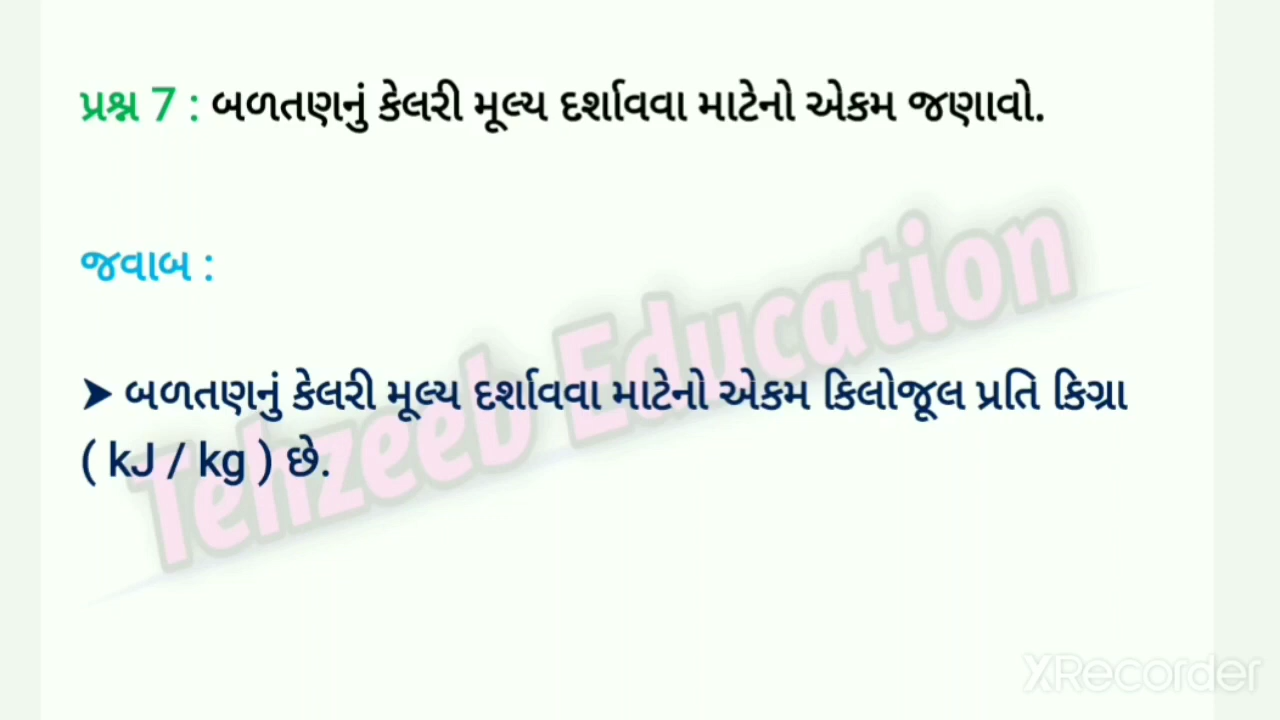 પ્રશ્ન 7 : બળતણનું કેલરી મૂલ્ય દર્શાવવા માટેનો એકમ જણાવો.
જવાબ :
➤ બળતણનું કેલરી મૂલ્ય દર્શાવવા માટેનો એકમ કિલોજૂલ પ્રતિ કિગ્રા
( kJ / kg ) છે.
Tehzeeb Education
XRecorder